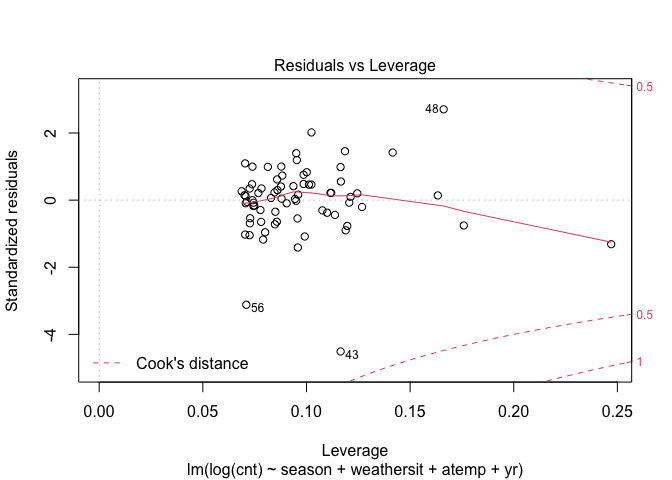 Residuals vs Leverage
Standardized residuals
2
0
-2
-4
48
56
43
0.5
0.5
1
Cook's distance
0.00 0.05 0.10 0.15 0.20 0.25
Leverage
lm(log(cnt) ~ season + weathersit + atemp + yr)